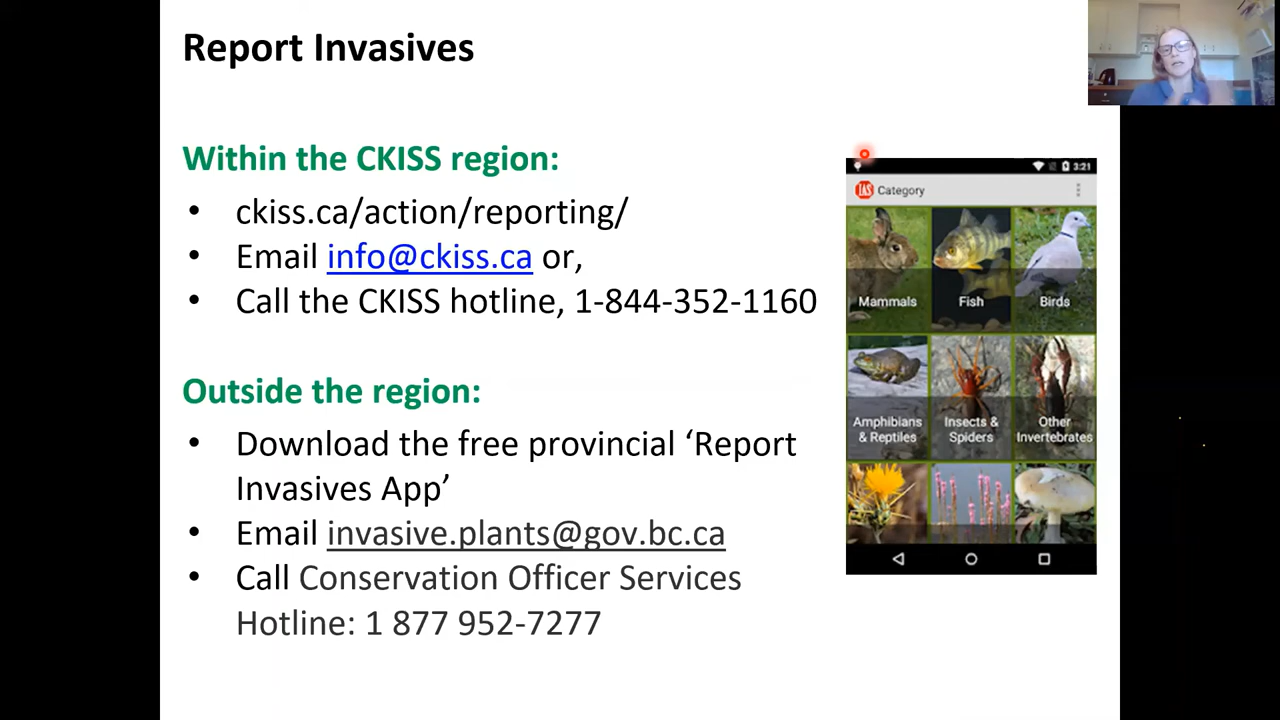 Report Invasives
Within the CKISS region:
• ckiss.ca/action/reporting/
• Email info@ckiss.ca or,
• Call the CKISS hotline, 1-844-352-1160
Outside the region:
• Download the free provincial ‘Report
Invasives App’
• Email invasive.plants@gov.bc.ca
• Call Conservation Officer Services
Hotline: 1 877 952-7277
3:21
IAS Category
Mammals Fish Birds
Amphibians & Reptiles
Insects & Spiders
Other Invertebrates